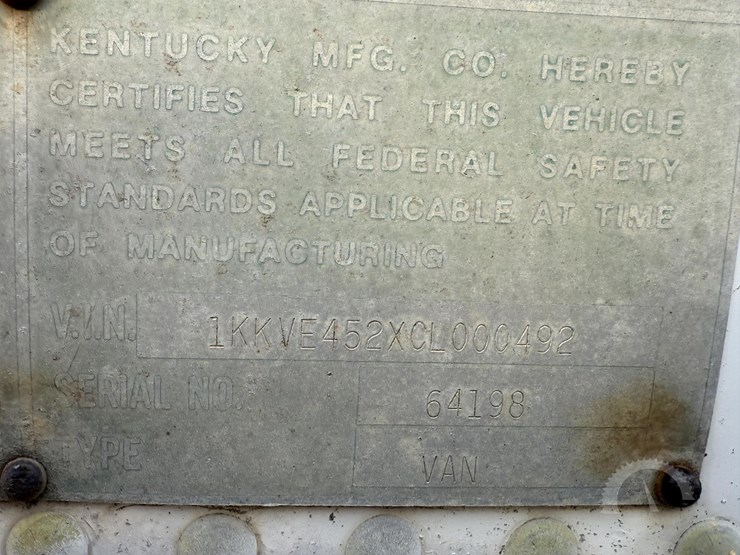 KENTUCKY MFG. CO. HEREBY
CERTIFIES THAT THIS VEHICLE
MEETS ALL FEDERAL SAFETY
STANDARDS APPLICABLE AT TIME
OF MANUFACTURING
V.I.N. 1KKVE452XCL000492
SERIAL NO. 64198
TYPE VAN